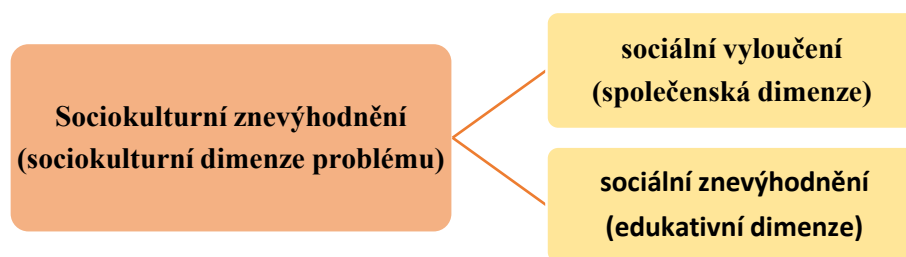 Sociokulturní znevýhodnění
(sociokulturní dimenze problému)
sociální vyloučení
(společenská dimenze)
sociální znevýhodnění
(edukativní dimenze)